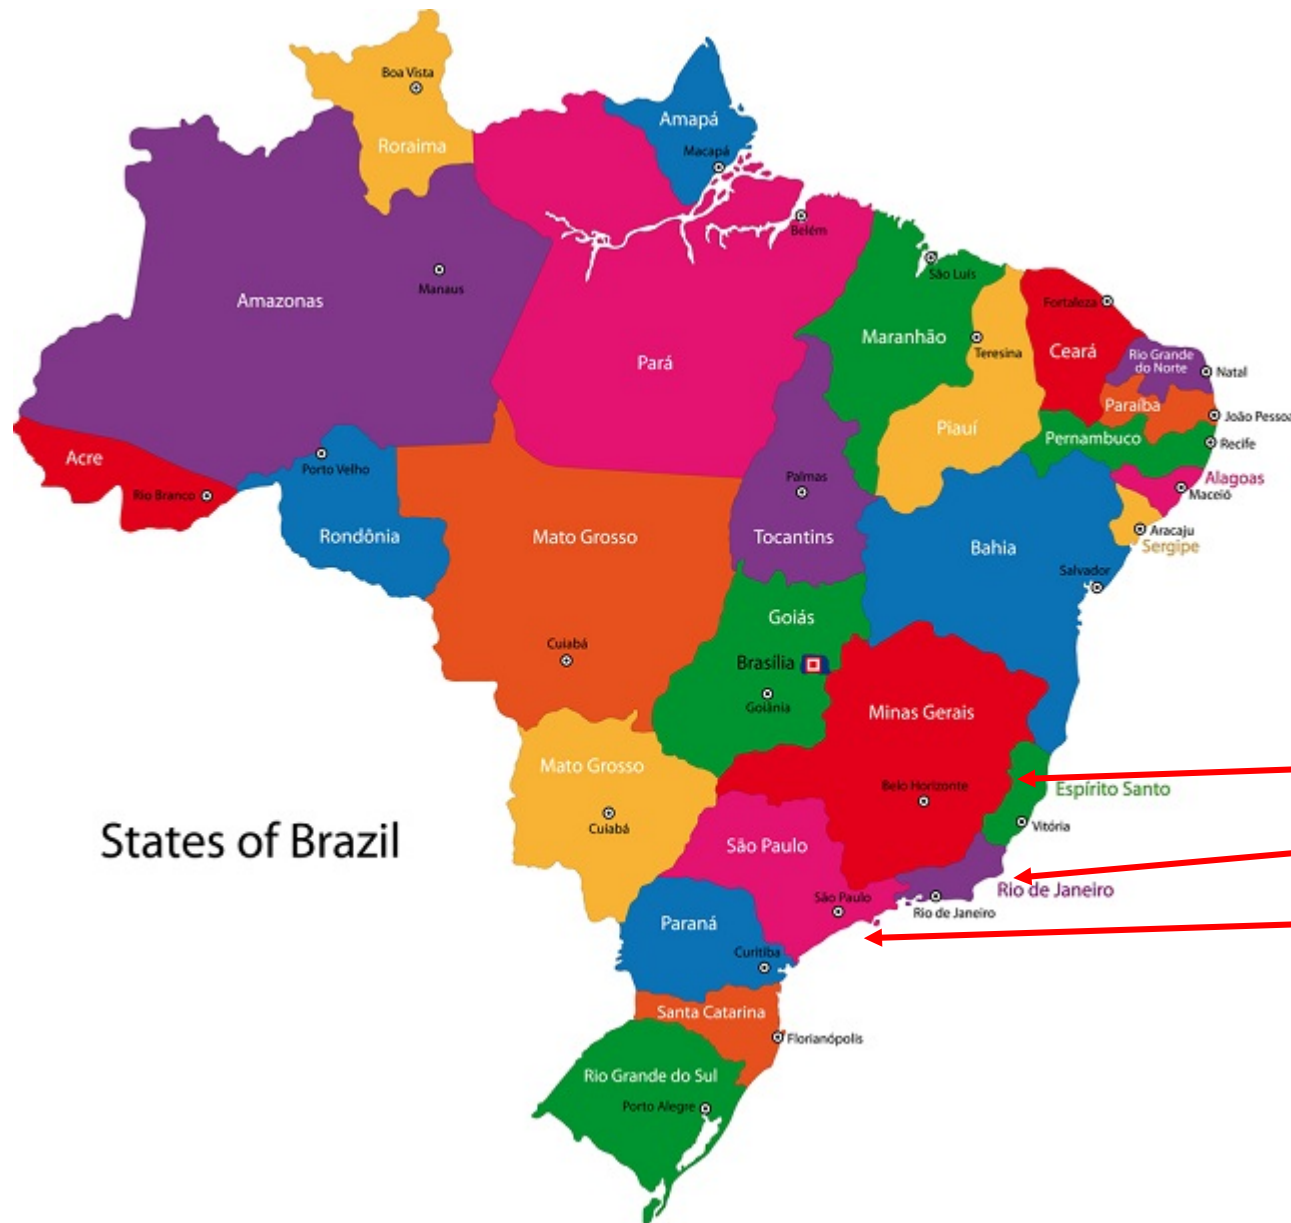 Boa Vista
Roraima
Amapá
Macapá
Belém
Amazonas
Manaus
Pará
São Luís
Maranhão
Teresina
Fortaleza
Ceará
Rio Grande
do Norte
Natal
Paraíba
João Pessoa
Piauí
Pernambuco
Recife
Acre
Rio Branco
Porto Velho
Rondônia
Mato Grosso
Cuiabá
Palmas
Tocantins
Alagoas
Maceió
Aracaju
Sergipe
Bahia
Salvador
Goiás
Brasília
Goiânia
Minas Gerais
Belo Horizonte
Mato Grosso
Cuiabá
Espírito Santo
Vitória
States of Brazil
São Paulo
São Paulo
Rio de Janeiro
Rio de Janeiro
Paraná
Curitiba
Santa Catarina
Florianópolis
Rio Grande do Sul
Porto Alegre